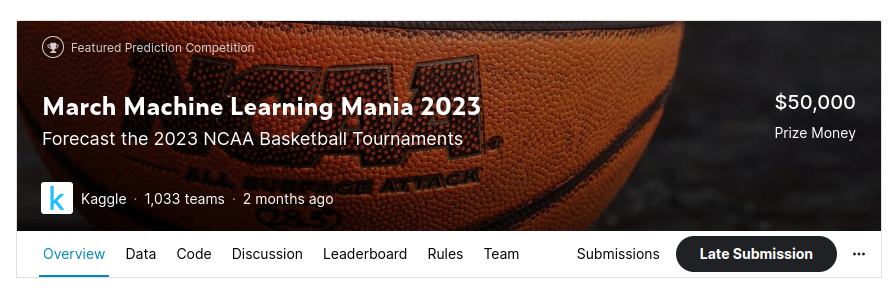 Featured Prediction Competition
NCAA
March Machine Learning Mania 2023
$50,000
Forecast the 2023 NCAA Basketball Tournaments
Prize Money
k
Kaggle · 1,033 teams · 2 months ago
Overview Data Code Discussion Leaderboard Rules Team Submissions Late Submission